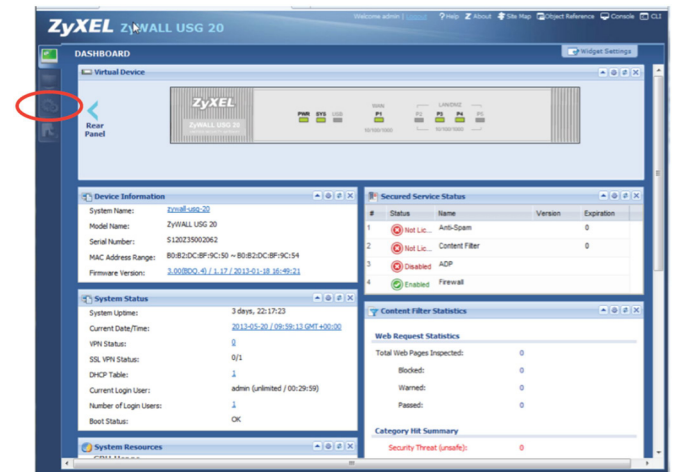 ZyXEL ZyWALL USG 20
Welcome admin | ? Help Z About Site Map Object Reference Console CLI
DASHBOARD
Widget Settings
Virtual Device
ZyXEL
ZyWALL USG 20
PWR SYS USB
WAN
P1
10/100/1000
LAN/DMZ
P2 P3 P4 P5
10/100/1000
Rear
Panel
Device Information
System Name: zywall-usg-20
Model Name: ZyWALL USG 20
Serial Number: S120Z35002062
MAC Address Range: B0:B2:DC:BF:9C:50 ~ B0:B2:DC:BF:9C:54
Firmware Version: 3.00(BDQ.4) / 1.17 / 2013-01-18 16:49:21
Secured Service Status
# Status Name Version Expiration
1 Not Lic... Anti-Spam 0
2 Not Lic... Content Filter 0
3 Disabled ADP
4 Enabled Firewall
System Status
System Uptime: 3 days, 22:17:23
Current Date/Time: 2013-05-20 / 09:59:13 GMT+00:00
VPN Status: 0
SSL VPN Status: 0/1
DHCP Table: 1
Current Login User: admin (unlimited / 00:29:59)
Number of Login Users: 1
Boot Status: OK
Content Filter Statistics
Web Request Statistics
Total Web Pages Inspected: 0
Blocked: 0
Warned: 0
Passed: 0
Category Hit Summary
Security Threat (unsafe): 0
System Resources